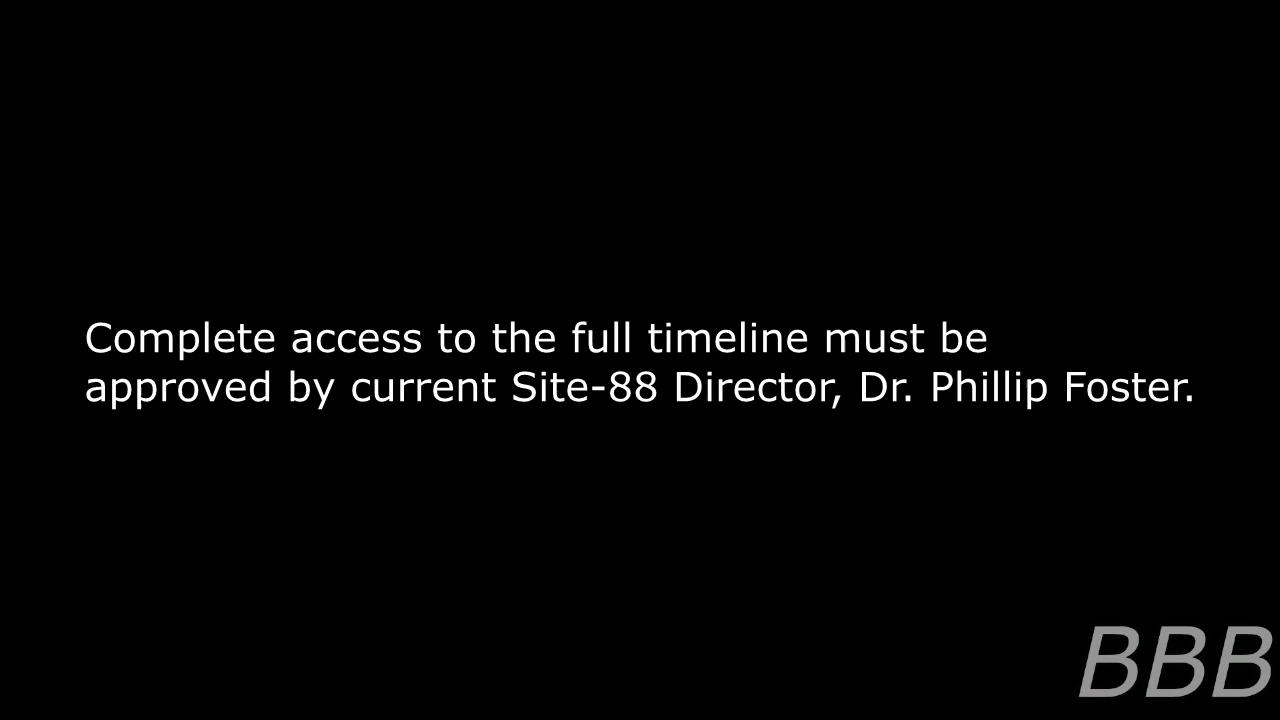 Complete access to the full timeline must be
approved by current Site-88 Director, Dr. Phillip Foster.
BBB